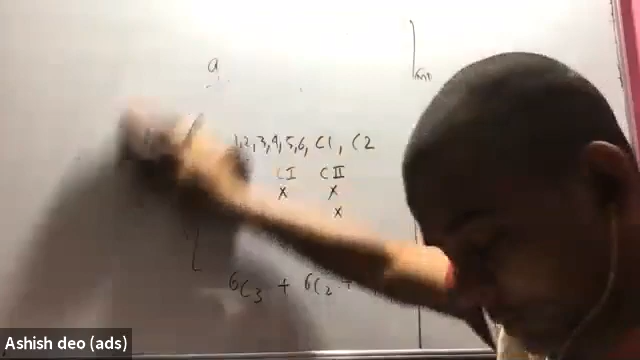 a
1,2,3,4,5,6, C1, C2
CI CII
x x
x
6C3 + 6C2 +
Ashish deo (ads)